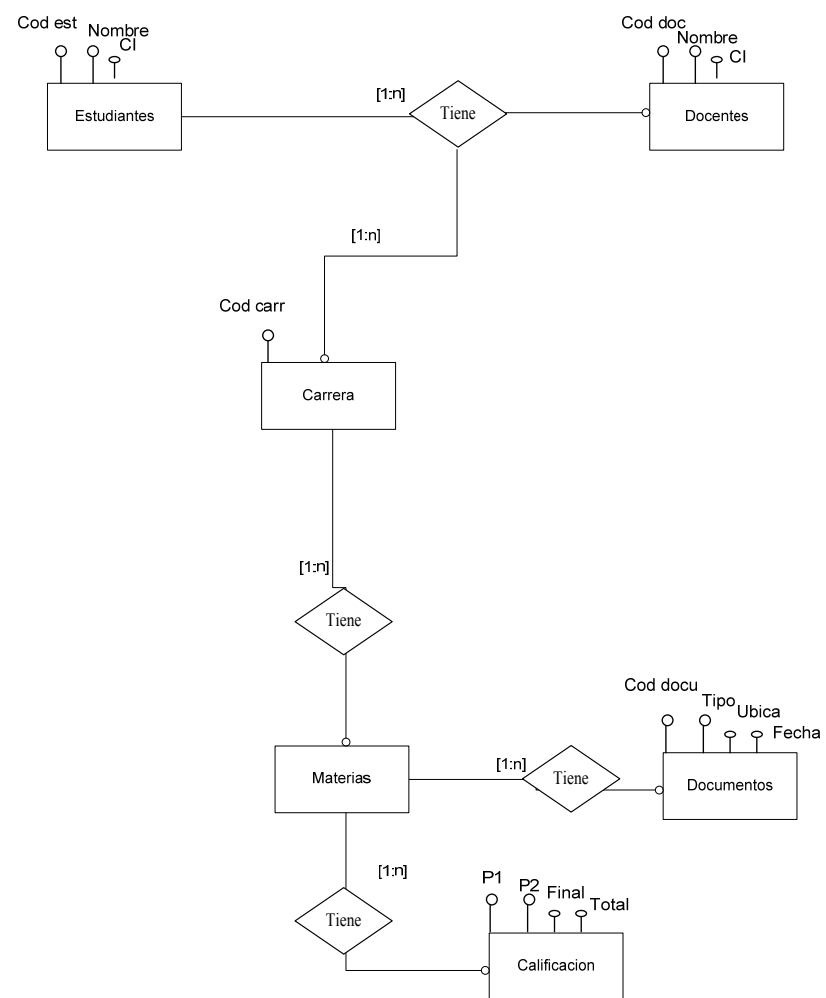 Cod est
Nombre
CI
Cod doc
Nombre
CI
Estudiantes
[1:n]
Tiene
Docentes
[1:n]
Cod carr
Carrera
[1:n]
Tiene
Cod docu
Tipo
Ubica
Fecha
Materias
[1:n]
Tiene
Documentos
[1:n]
P1
P2
Final
Total
Tiene
Calificacion